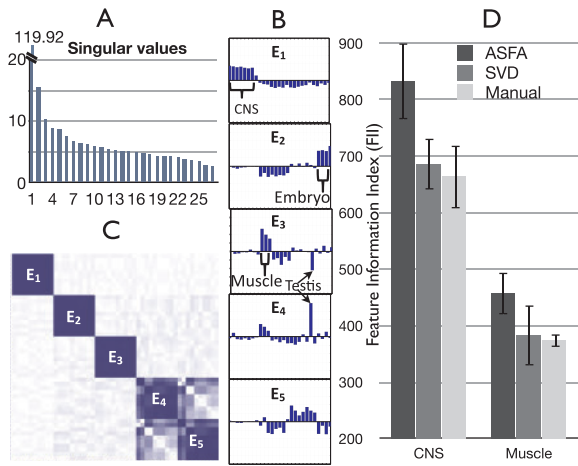 A
119.92
Singular values
20
10
0
1 4 7 10 13 16 19 22 25
B
E1
CNS
E2
Embryo
E3
Muscle
Testis
E4
E5
C
E1
E2
E3
E4
E5
D
Feature Information Index (FII)
900
800
700
600
500
400
300
200
ASFA
SVD
Manual
CNS
Muscle